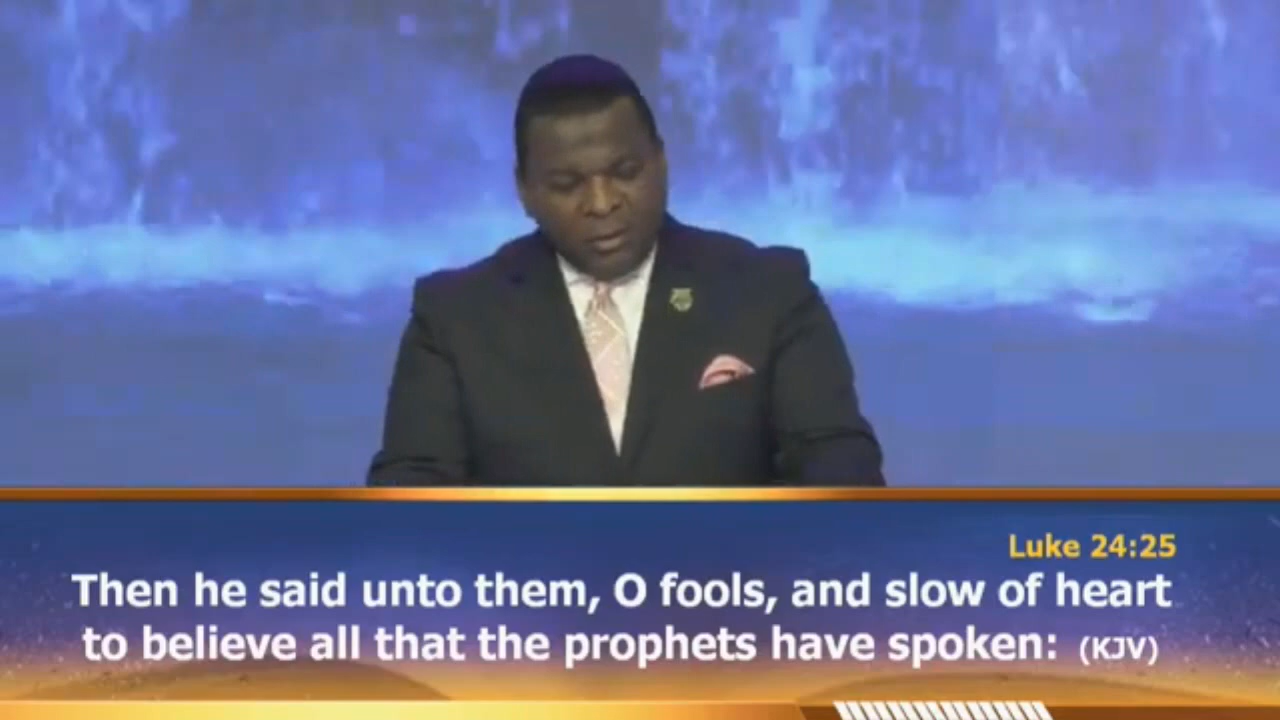 Luke 24:25
Then he said unto them, O fools, and slow of heart
to believe all that the prophets have spoken: (KJV)